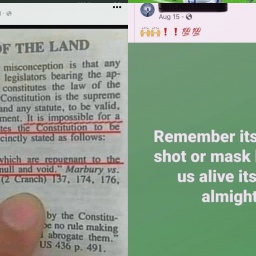 OF THE LAND
misconception is that any
legislators bearing the ap-
constitutes the law of the
Constitution is the supreme
and any statute, to be valid,
ment. It is impossible for a
tes the Constitution to be
cinctly stated as follows:
which are repugnant to the
null and void." Marbury vs.
(2 Cranch) 137, 174, 176,
by the Constitu-
be no rule making
abrogate them."
US 436 p. 491.
Aug 15
Remember its
shot or mask
us alive its
almight